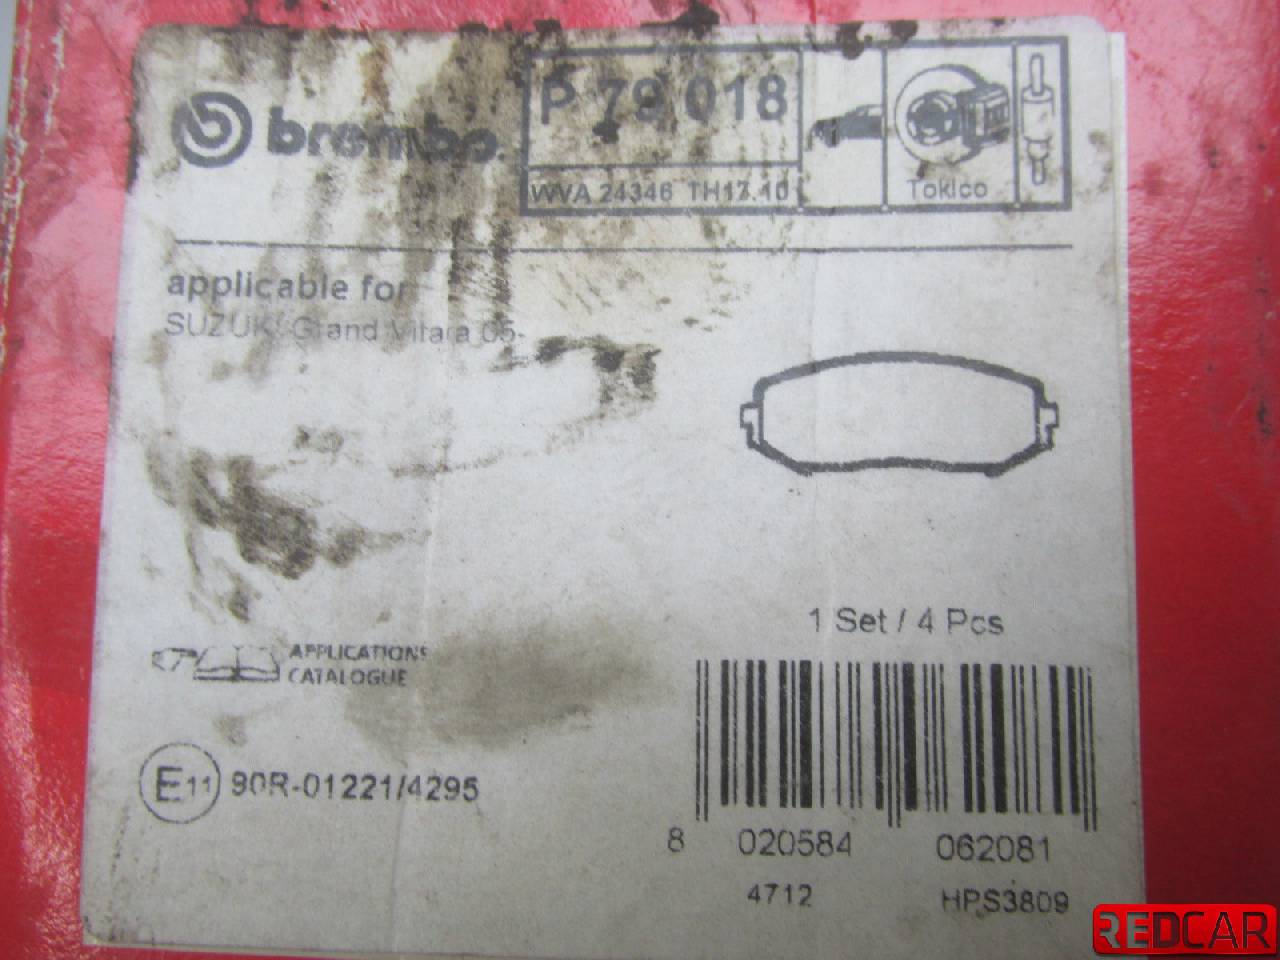 brembo
P 79 018
WVA 24346 TH17.10
Tokico
applicable for
SUZUKI Grand Vitara 05-
1 Set / 4 Pcs
APPLICATIONS
CATALOGUE
E11 90R-01221/4295
8 020584 062081
4712 HPS3809
REDCAR